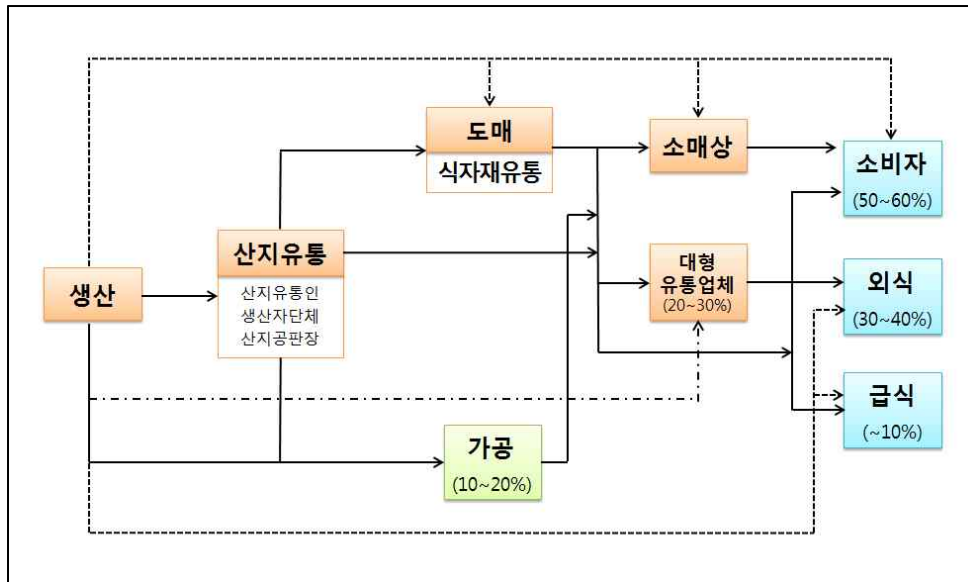 생산
산지유통
산지유통인
생산자단체
산지공판장
도매
식자재유통
가공
(10~20%)
소매상
대형
유통업체
(20~30%)
소비자
(50~60%)
외식
(30~40%)
급식
(~10%)